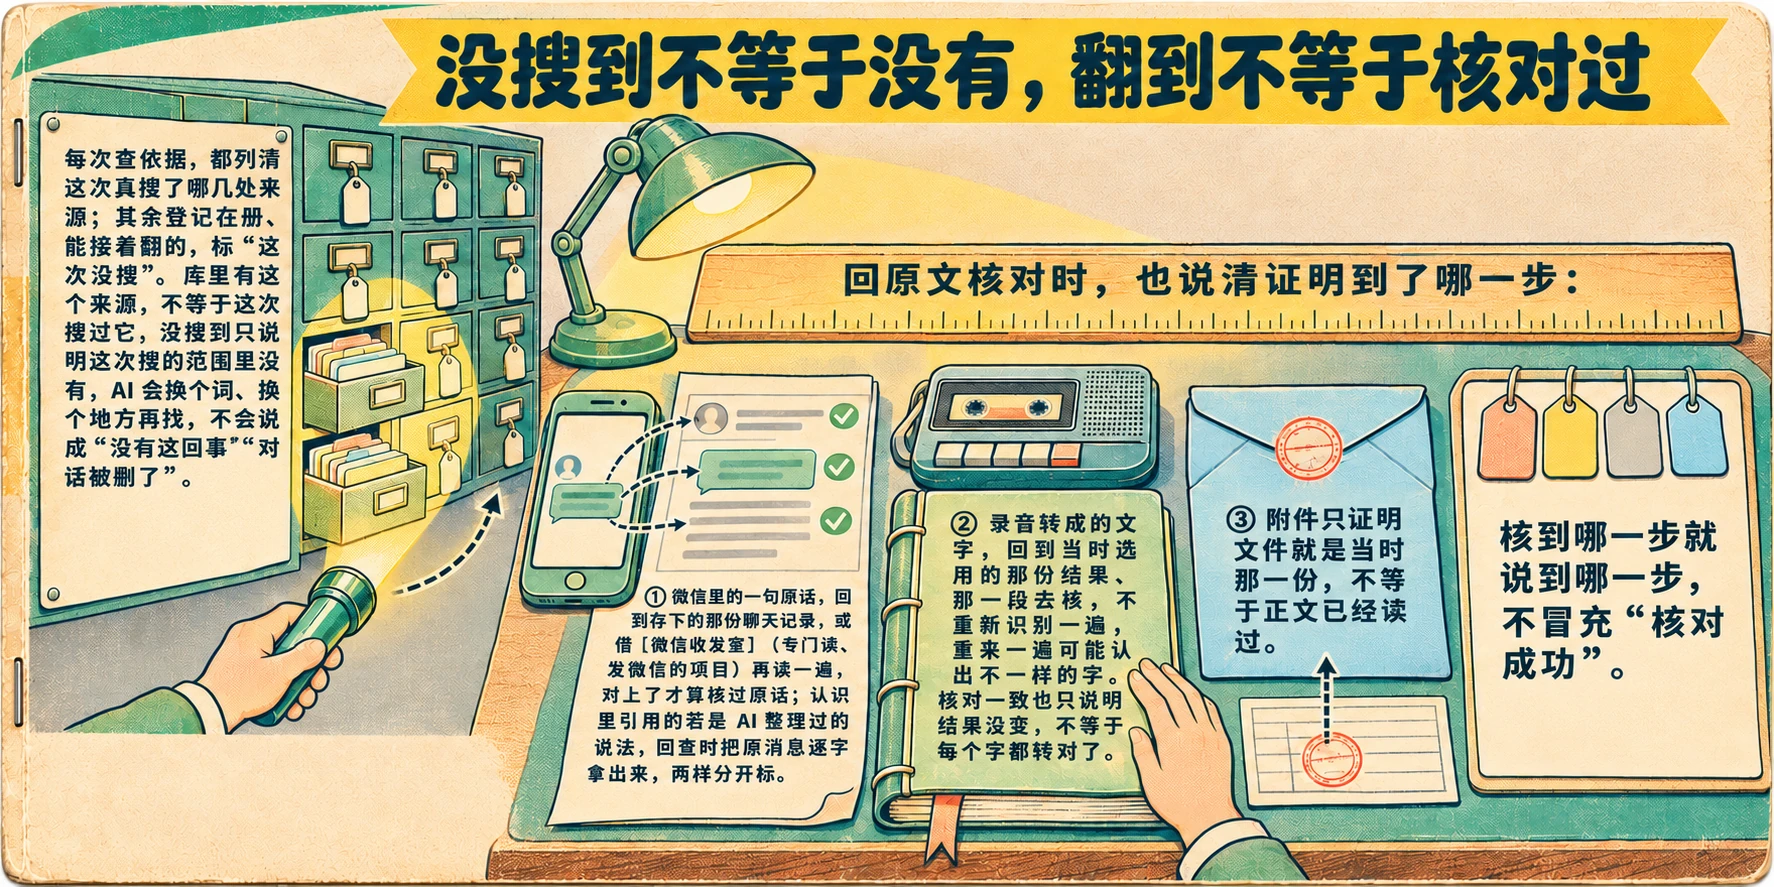 没搜到不等于没有，翻到不等于核对过
每次查依据，都列清
这次真搜了哪几处来
源；其余登记在册、
能接着翻的，标“这
次没搜”。库里有这
个来源，不等于这次
搜过它，没搜到只说
明这次搜的范围里没
有，AI 会换个词、换
个地方再找，不会说
成“没有这回事”“对
话被删了”。
回原文核对时，也说清证明到了哪一步：
① 微信里的一句原话，回
到存下的那份聊天记录，或
借［微信收发室］（专门读、
发微信的项目）再读一遍，
对上了才算核过原话；认识
里引用的若是 AI 整理过的
说法，回查时把原消息逐字
拿出来，两样分开标。
② 录音转成的文
字，回到当时选
用的那份结果、
那一段去核，不
重新识别一遍，
重来一遍可能认
出不一样的字。
核对一致也只说明
结果没变，不等于
每个字都转对了。
③ 附件只证明
文件就是当时
那一份，不等
于正文已经读
过。
核到哪一步就
说到哪一步，
不冒充“核对
成功”。